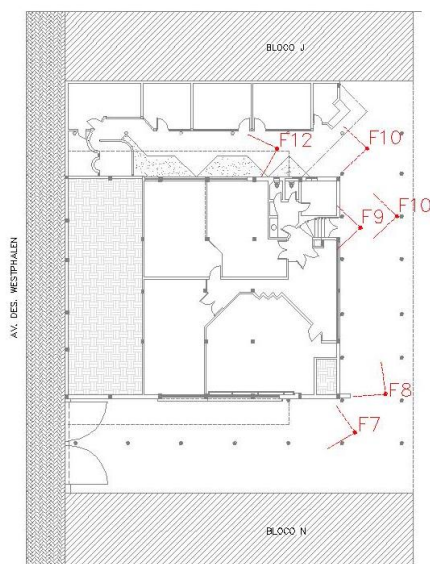 BLOCO J
F12
F10
F10
F9
AV. DES. WESTPHALEN
F8
F7
BLOCO N